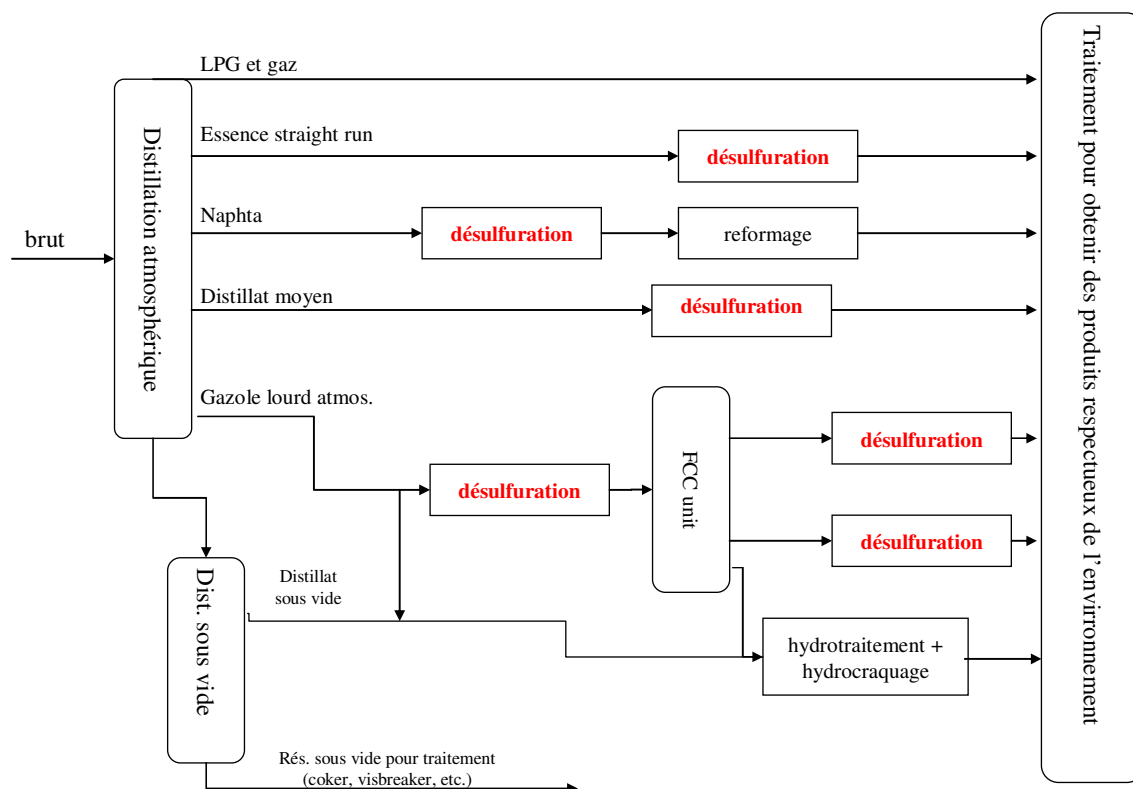 LPG et gaz
Essence straight run
désulfuration
Naphta
brut
désulfuration
reformage
Distillation atmosphérique
Distillat moyen
désulfuration
Gazole lourd atmos.
désulfuration
FCC unit
désulfuration
désulfuration
Distillat
sous vide
Dist. sous vide
hydrotraitement +
hydrocraquage
Rés. sous vide pour traitement
(coker, visbreaker, etc.)
Traitement pour obtenir des produits respectueux de l'envirronnement